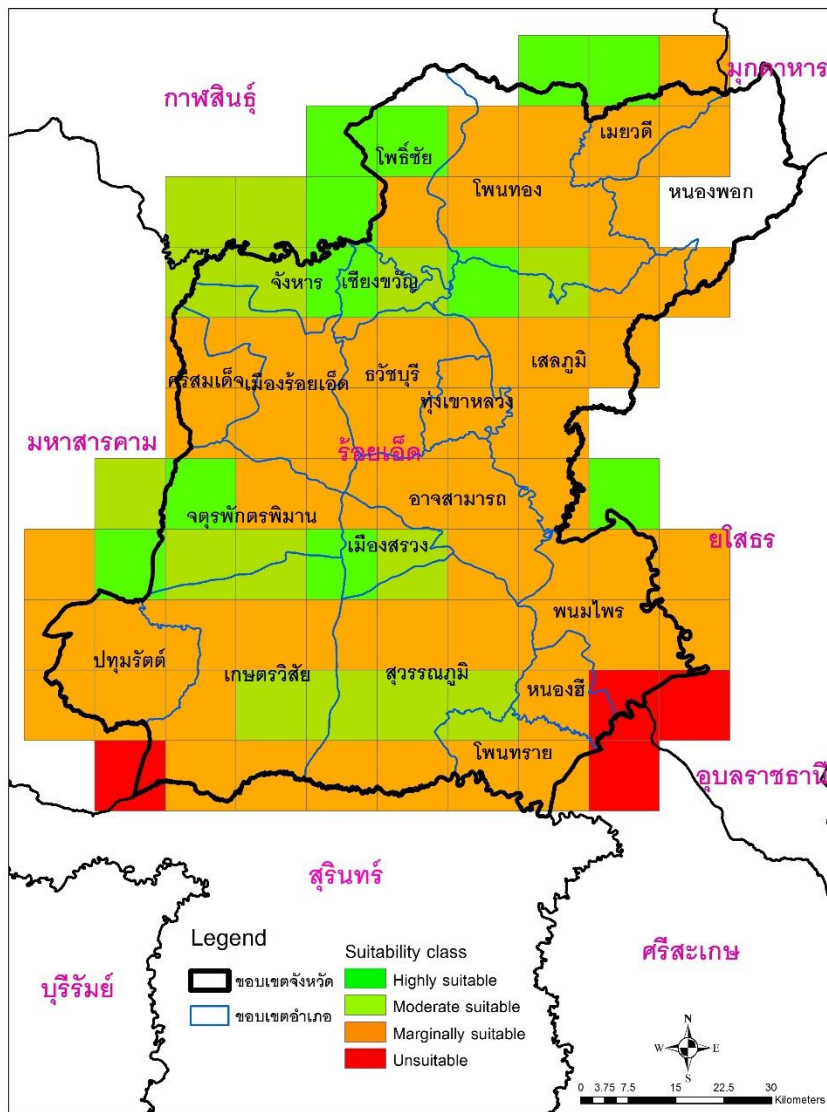 มุกดาหาร
กาฬสินธุ์
เมยวดี
โพธิ์ชัย
โพนทอง
หนองพอก
จังหาร
เชียงขวัญ
เสลภูมิ
ธวัชบุรี
ศรีสมเด็จ
เมืองร้อยเอ็ด
ทุ่งเขาหลวง
มหาสารคาม
ร้อยเอ็ด
อาจสามารถ
จตุรพักตรพิมาน
เมืองสรวง
ยโสธร
พนมไพร
ปทุมรัตต์
เกษตรวิสัย
สุวรรณภูมิ
หนองฮี
โพนทราย
อุบลราชธานี
สุรินทร์
ศรีสะเกษ
บุรีรัมย์
Legend
ขอบเขตจังหวัด
ขอบเขตอำเภอ
Suitability class
Highly suitable
Moderate suitable
Marginally suitable
Unsuitable
N
W E
S
0 3.75 7.5 15 22.5 30
Kilometers